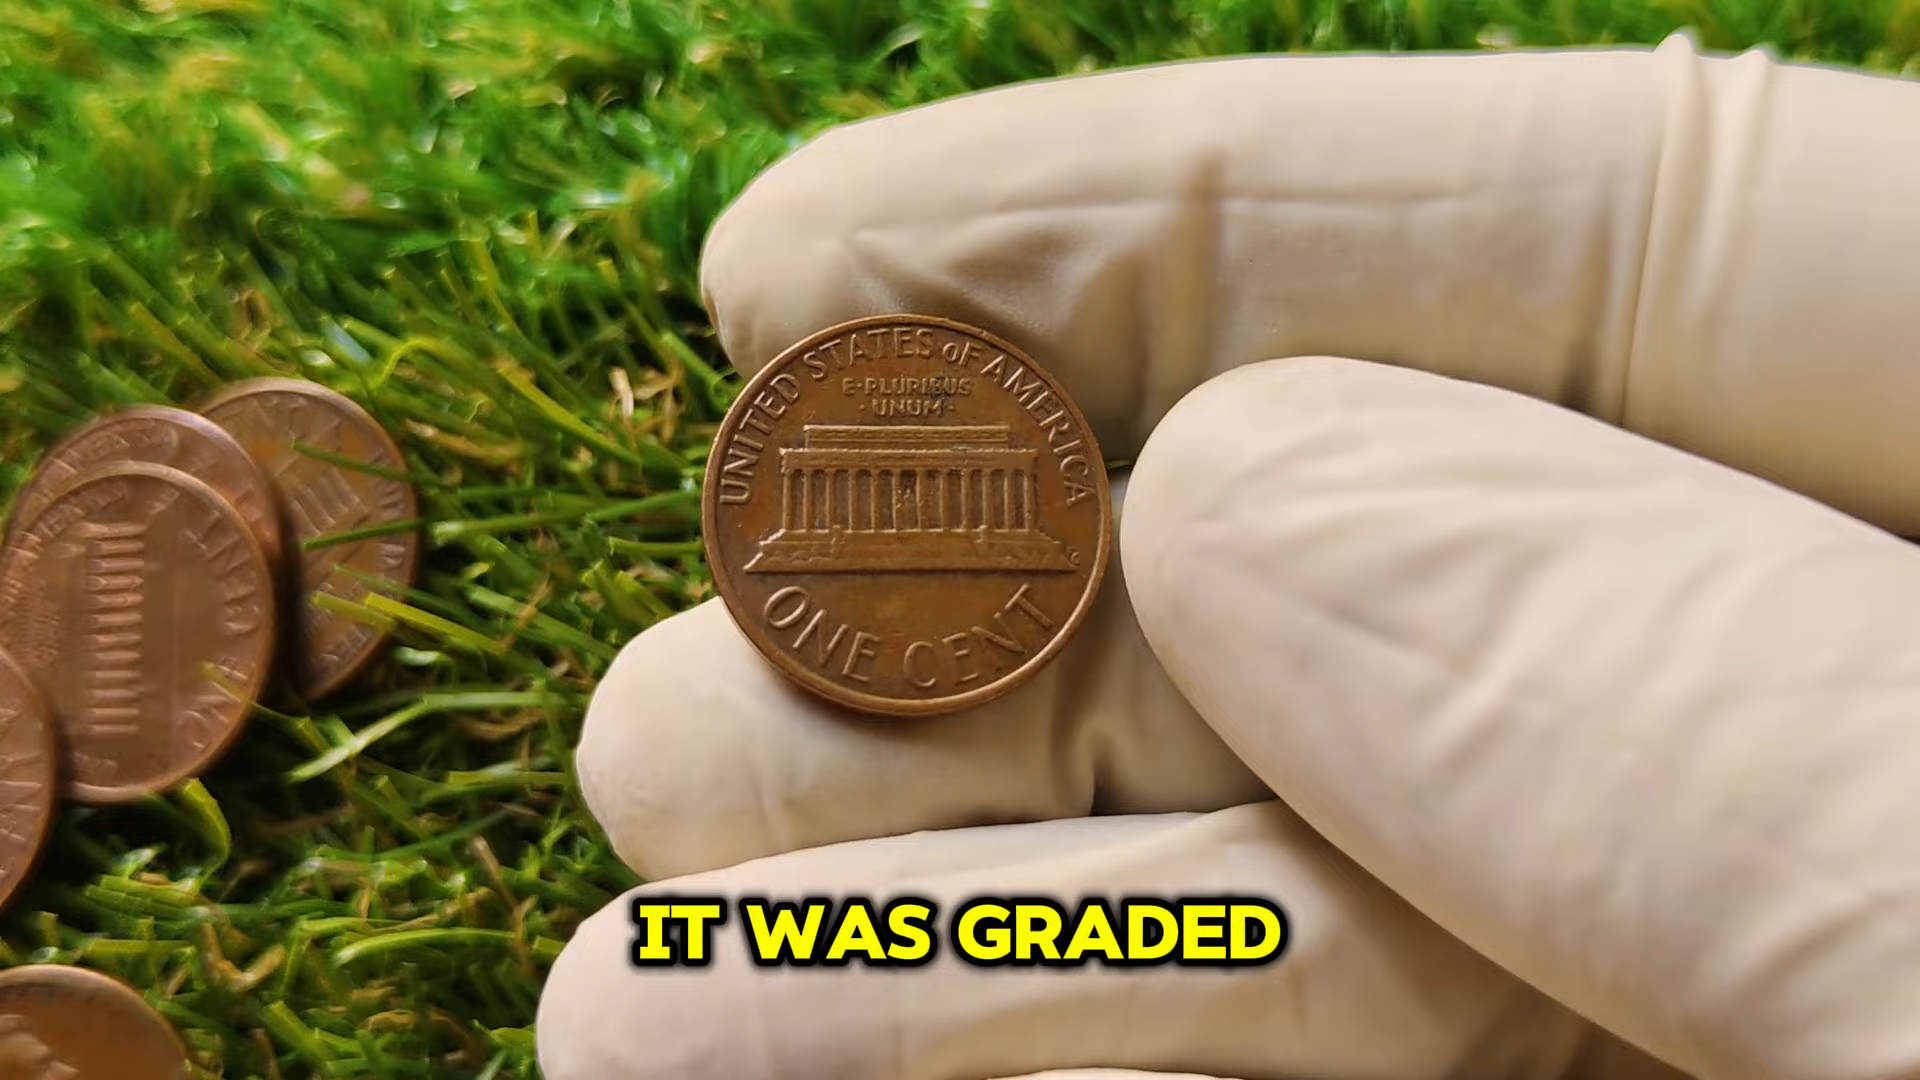 UNITED STATES OF AMERICA
E·PLURIBUS
·UNUM·
ONE CENT
IT WAS GRADED